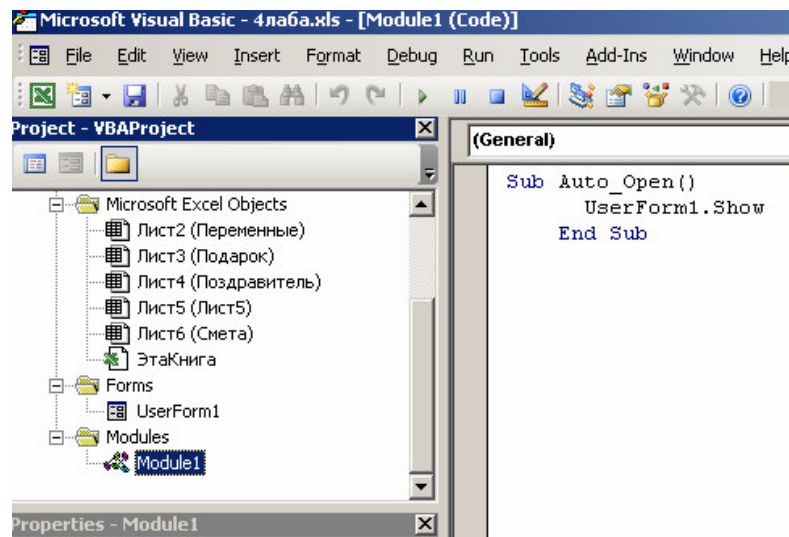 Microsoft Visual Basic - 4лаба.xls - [Module1 (Code)]
File Edit View Insert Format Debug Run Tools Add-Ins Window Help
Project - VBAProject
(General)
Microsoft Excel Objects
Лист2 (Переменные)
Лист3 (Подарок)
Лист4 (Поздравитель)
Лист5 (Лист5)
Лист6 (Смета)
ЭтаКнига
Forms
UserForm1
Modules
Module1
Properties - Module1
Sub Auto_Open()
UserForm1.Show
End Sub